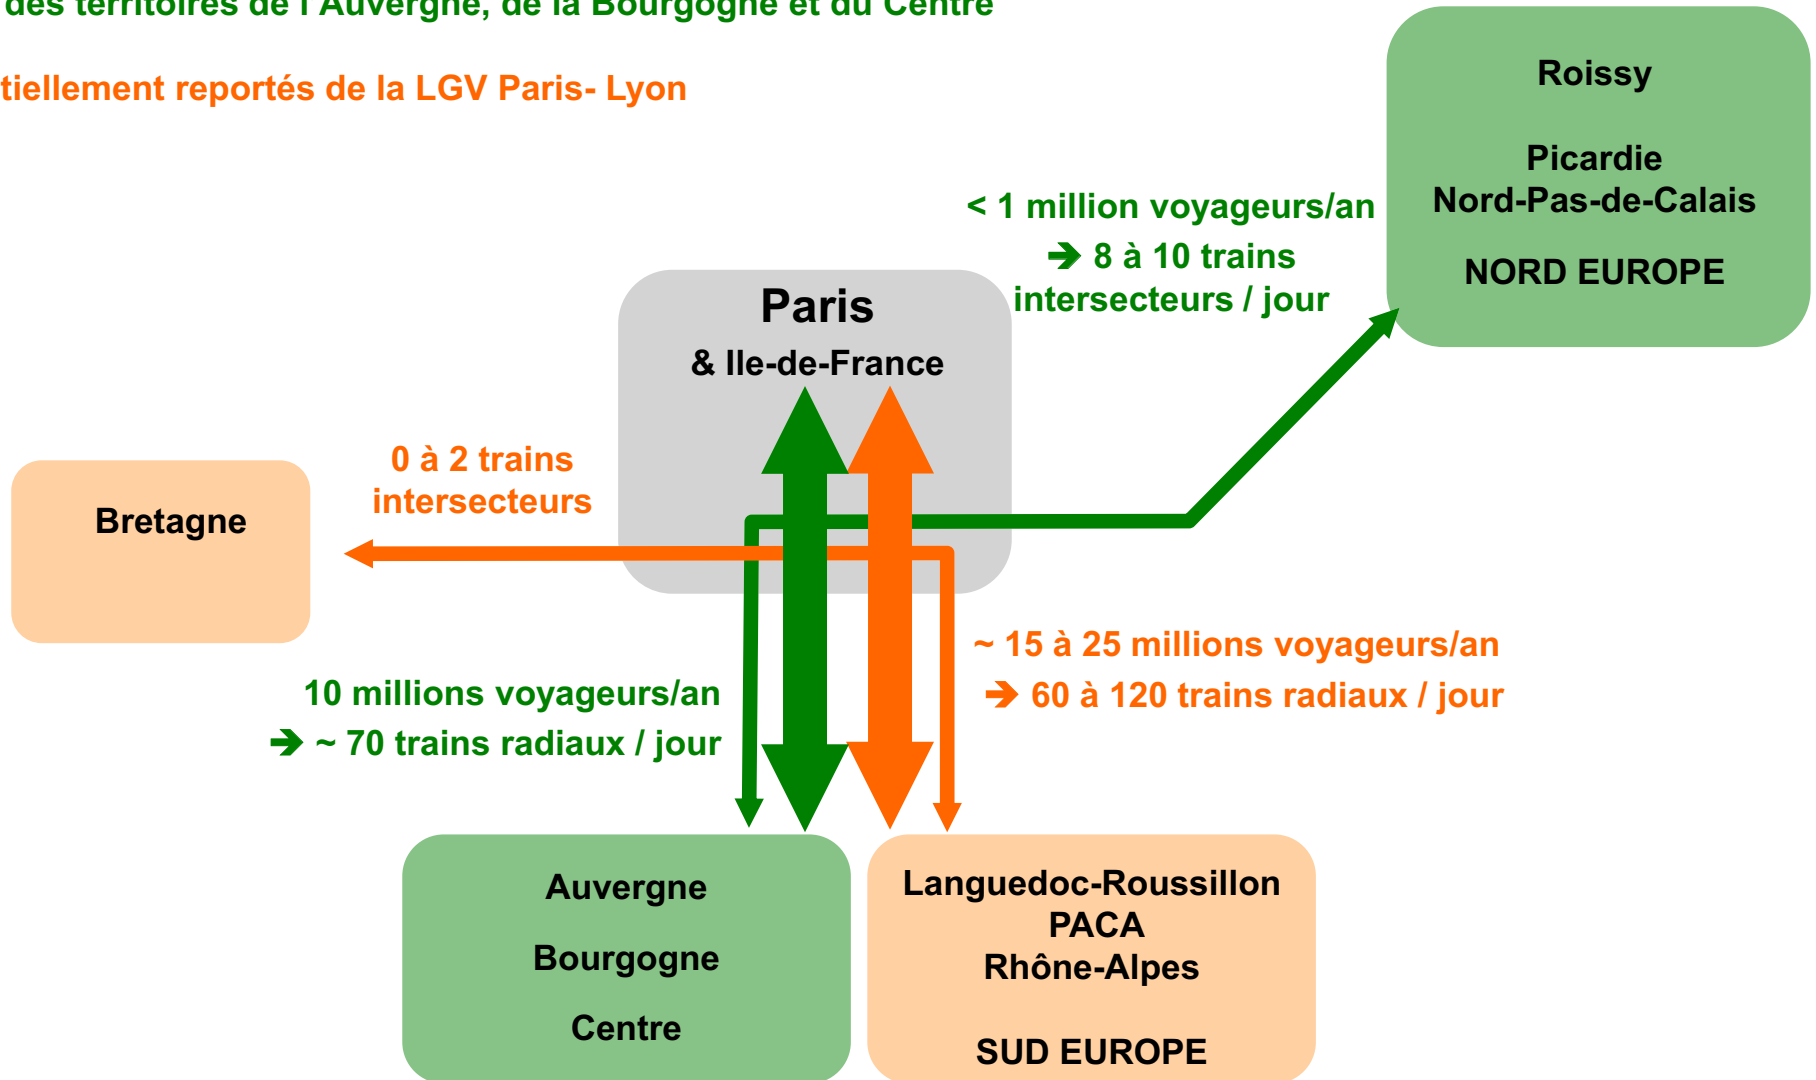 des territoires de l'Auvergne, de la Bourgogne et du Centre
tiellement reportés de la LGV Paris- Lyon
Roissy
Picardie
Nord-Pas-de-Calais
NORD EUROPE
< 1 million voyageurs/an
➔ 8 à 10 trains
intersecteurs / jour
Paris
& Ile-de-France
0 à 2 trains
intersecteurs
Bretagne
~ 15 à 25 millions voyageurs/an
➔ 60 à 120 trains radiaux / jour
10 millions voyageurs/an
➔ ~ 70 trains radiaux / jour
Auvergne
Bourgogne
Centre
Languedoc-Roussillon
PACA
Rhône-Alpes
SUD EUROPE